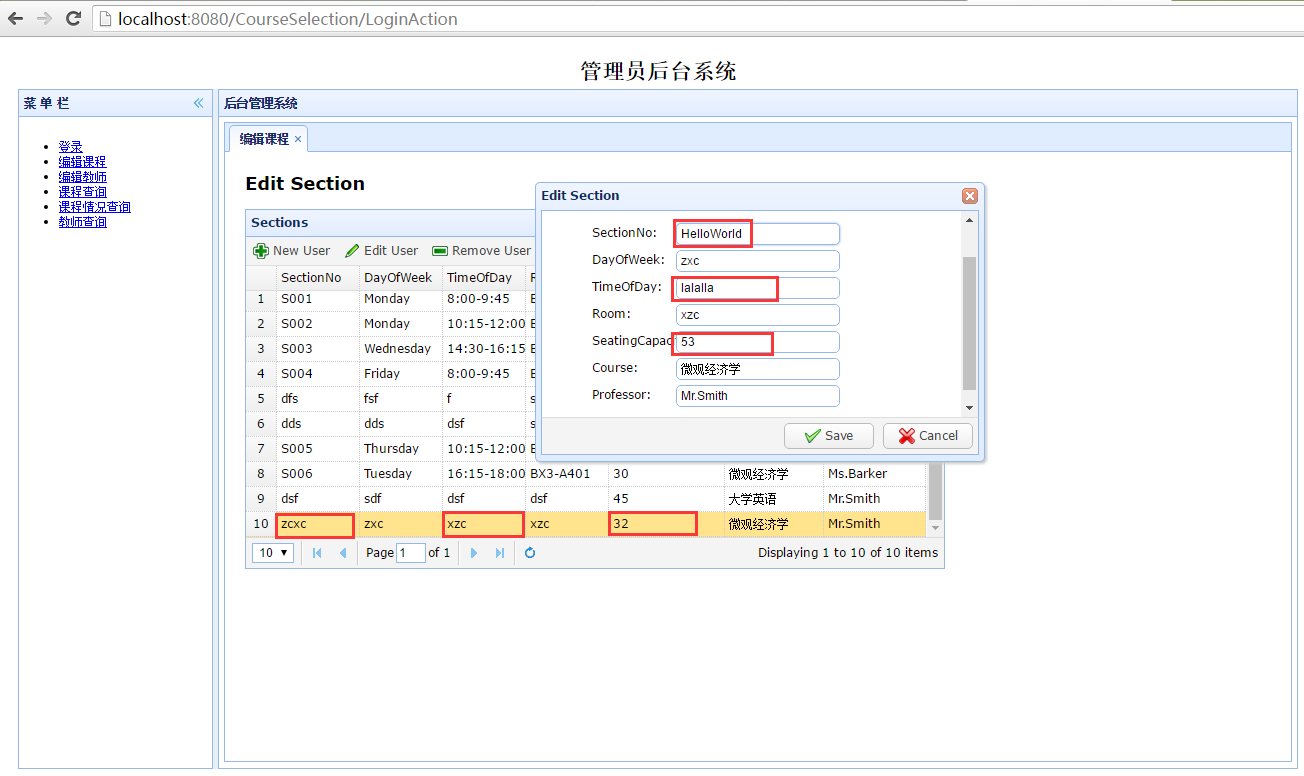 localhost:8080/CourseSelection/LoginAction
管理员后台系统
菜单栏
登录
编辑课程
编辑教师
课程查询
课程情况查询
教师查询
后台管理系统
编辑课程
Edit Section
Sections
New User Edit User Remove User
SectionNo DayOfWeek TimeOfDay
1 S001 Monday 8:00-9:45
2 S002 Monday 10:15-12:00
3 S003 Wednesday 14:30-16:15
4 S004 Friday 8:00-9:45
5 dfs fsf f
6 dds dds dsf
7 S005 Thursday 10:15-12:00
8 S006 Tuesday 16:15-18:00 BX3-A401 30 微观经济学 Ms.Barker
9 dsf sdf dsf dsf 45 大学英语 Mr.Smith
10 zcxc zxc xzc xzc 32 微观经济学 Mr.Smith
10 Page 1 of 1 Displaying 1 to 10 of 10 items
Edit Section
SectionNo: HelloWorld
DayOfWeek: zxc
TimeOfDay: lalalla
Room: xzc
SeatingCapac 53
Course: 微观经济学
Professor: Mr.Smith
Save Cancel